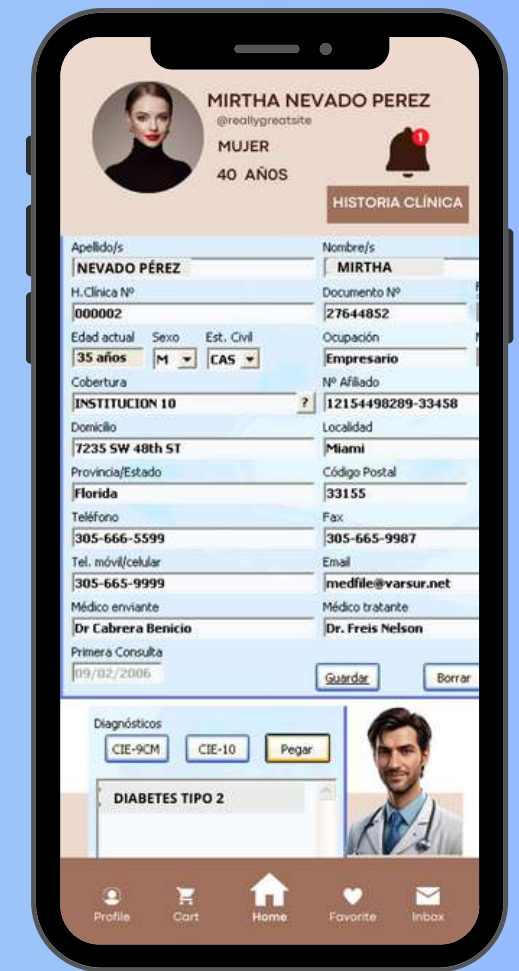 MIRTHA NEVADO PEREZ
@reallygreatsite
MUJER
1
40 AÑOS
HISTORIA CLÍNICA
Apellido/s Nombre/s
NEVADO PÉREZ MIRTHA
H.Clínica Nº Documento Nº
000002 27644852
Edad actual Sexo Est. Civil Ocupación
35 años M CAS Empresario
Cobertura Nº Afiliado
INSTITUCION 10 ? 12154498289-33458
Domicilio Localidad
7235 SW 48th ST Miami
Provincia/Estado Código Postal
Florida 33155
Teléfono Fax
305-666-5599 305-665-9987
Tel. móvil/celular Email
305-665-9999 medfile@varsur.net
Médico enviante Médico tratante
Dr Cabrera Benicio Dr. Freis Nelson
Primera Consulta
09/02/2006 Guardar Borrar
Diagnósticos
CIE-9CM CIE-10 Pegar
DIABETES TIPO 2
Profile Cart Home Favorite Inbox